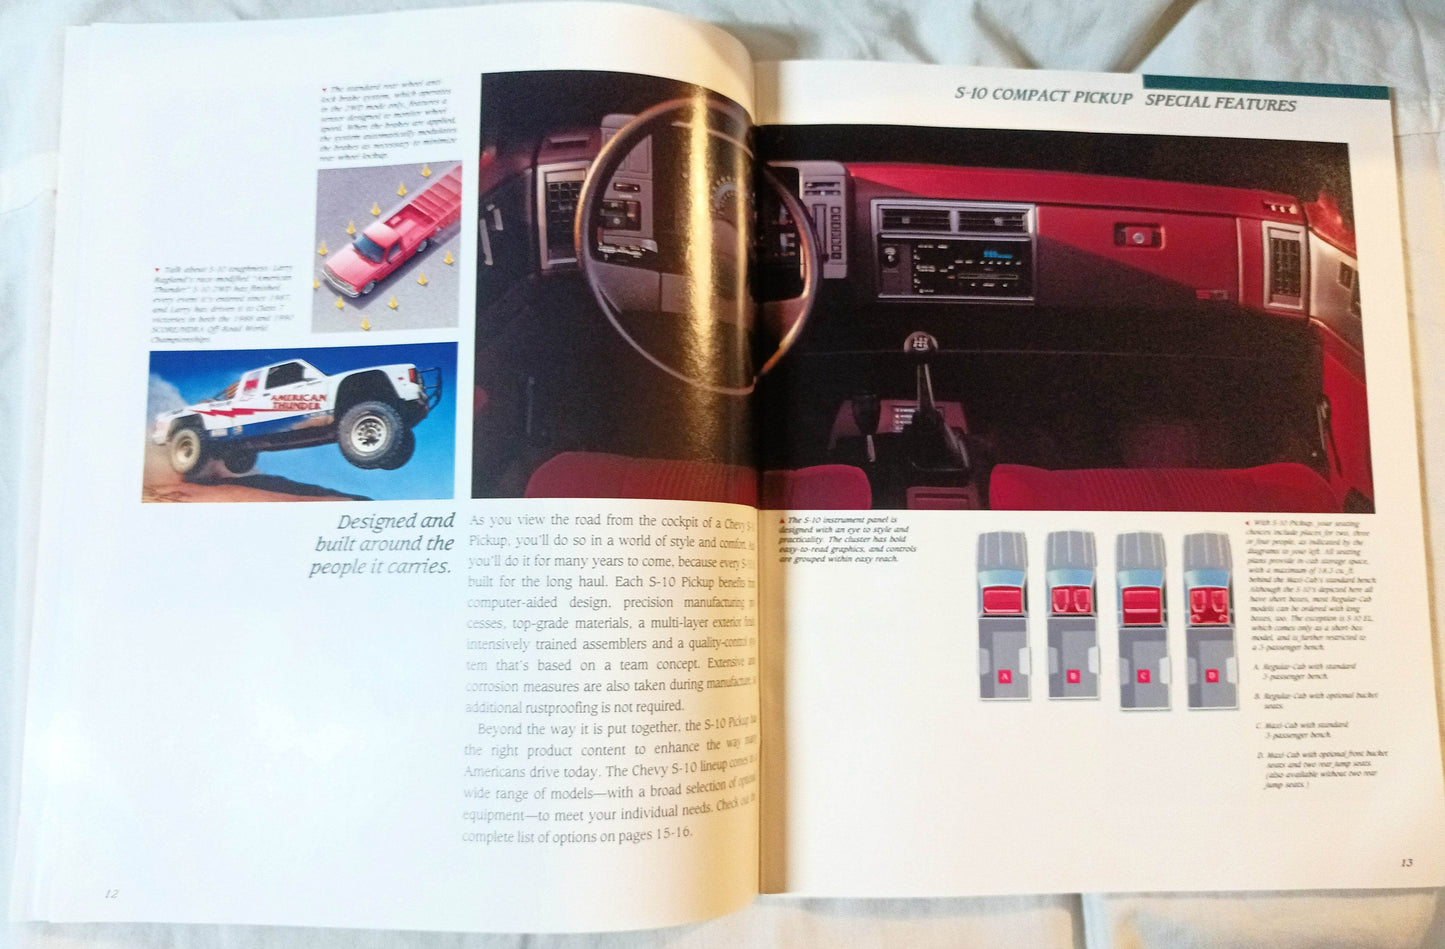 ▼ The standard rear wheel anti-
lock brake system, which operates
in the 2WD mode only, features a
sensor designed to monitor wheel
speed. When the brakes are applied,
the system automatically modulates
the brakes as necessary to minimize
rear wheel lockup.
▼ Talk about S-10 toughness: Larry
Ragland's race modified "American
Thunder" S-10 2WD has finished
every event it's entered since 1987,
and Larry has driven it to Class 7
victories in both the 1988 and 1990
SCORE/HDRA Off-Road World
Championships.
AMERICAN
THUNDER
Designed and
built around the
people it carries.
As you view the road from the cockpit of a Chevy
Pickup, you'll do so in a world of style and comfort.
you'll do it for many years to come, because every
built for the long haul. Each S-10 Pickup benefits
computer-aided design, precision manufacturing
cesses, top-grade materials, a multi-layer exterior
intensively trained assemblers and a quality-control
tem that's based on a team concept. Extensive
corrosion measures are also taken during manufacture,
additional rustproofing is not required.
Beyond the way it is put together, the S-10 Pickup
the right product content to enhance the way many
Americans drive today. The Chevy S-10 lineup comes
wide range of models—with a broad selection of
equipment—to meet your individual needs. Check
complete list of options on pages 15-16.
12
S-10 COMPACT PICKUP SPECIAL FEATURES
▲ The S-10 instrument panel is
designed with an eye to style and
practicality. The cluster has bold
easy-to-read graphics, and controls
are grouped within easy reach.
A
B
C
D
◄ With S-10 Pickup, your seating
choices include places for two, three
or four people, as indicated by the
diagrams to your left. All seating
plans provide in-cab storage space,
with a maximum of 18.3 cu. ft.
behind the Maxi-Cab's standard bench.
Although the S-10's depicted here all
have short boxes, most Regular-Cab
models can be ordered with long
boxes, too. The exception is S-10 EL,
which comes only as a short-box
model, and is further restricted to
a 3-passenger bench.
A. Regular-Cab with standard
3-passenger bench.
B. Regular-Cab with optional bucket
seats.
C. Maxi-Cab with standard
3-passenger bench.
D. Maxi-Cab with optional front bucket
seats and two rear jump seats.
(also available without two rear
jump seats.)
13